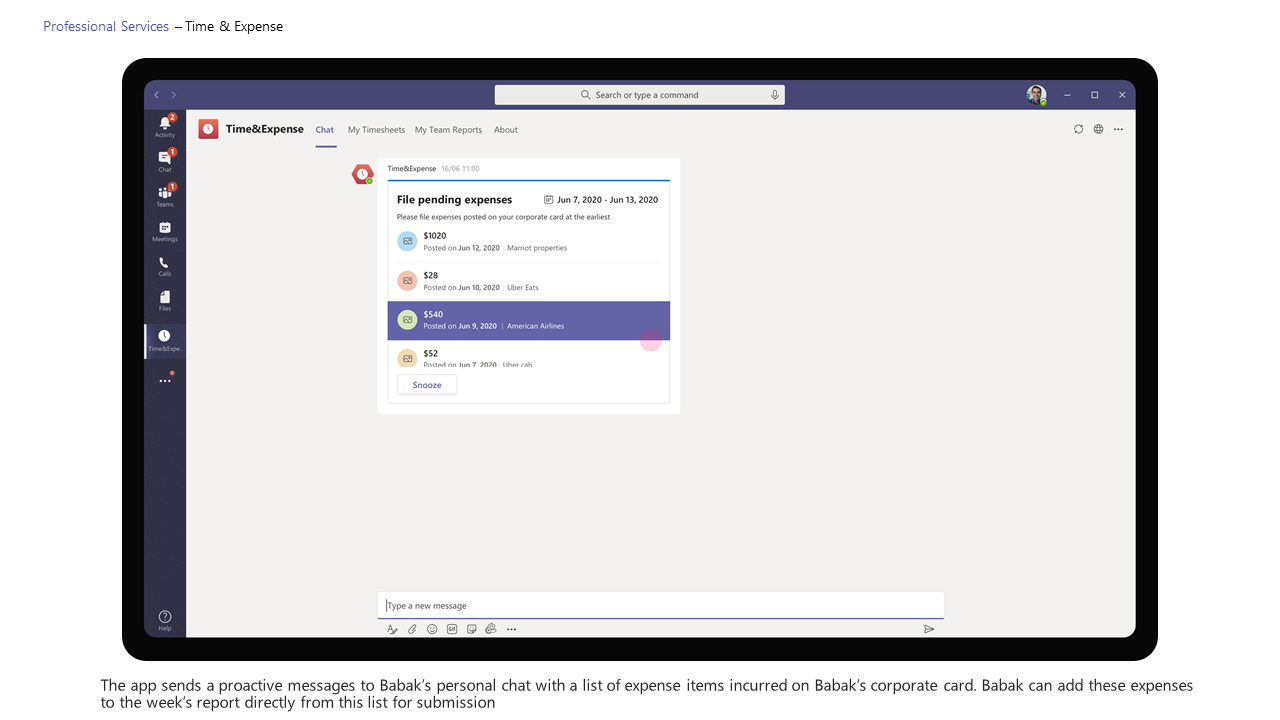 Professional Services – Time & Expense
Search or type a command
2
Activity
1
Chat
1
Teams
Meetings
Calls
Files
Time&Expe..
Help
Time&Expense Chat My Timesheets My Team Reports About
Time&Expense 16/06 11:00
File pending expenses Jun 7, 2020 - Jun 13, 2020
Please file expenses posted on your corporate card at the earliest
$1020
Posted on Jun 12, 2020 | Marriot properties
$28
Posted on Jun 10, 2020 | Uber Eats
$540
Posted on Jun 9, 2020 | American Airlines
$52
Posted on Jun 7, 2020 | Uber cab
Snooze
Type a new message
GIF
The app sends a proactive messages to Babak’s personal chat with a list of expense items incurred on Babak’s corporate card. Babak can add these expenses
to the week’s report directly from this list for submission